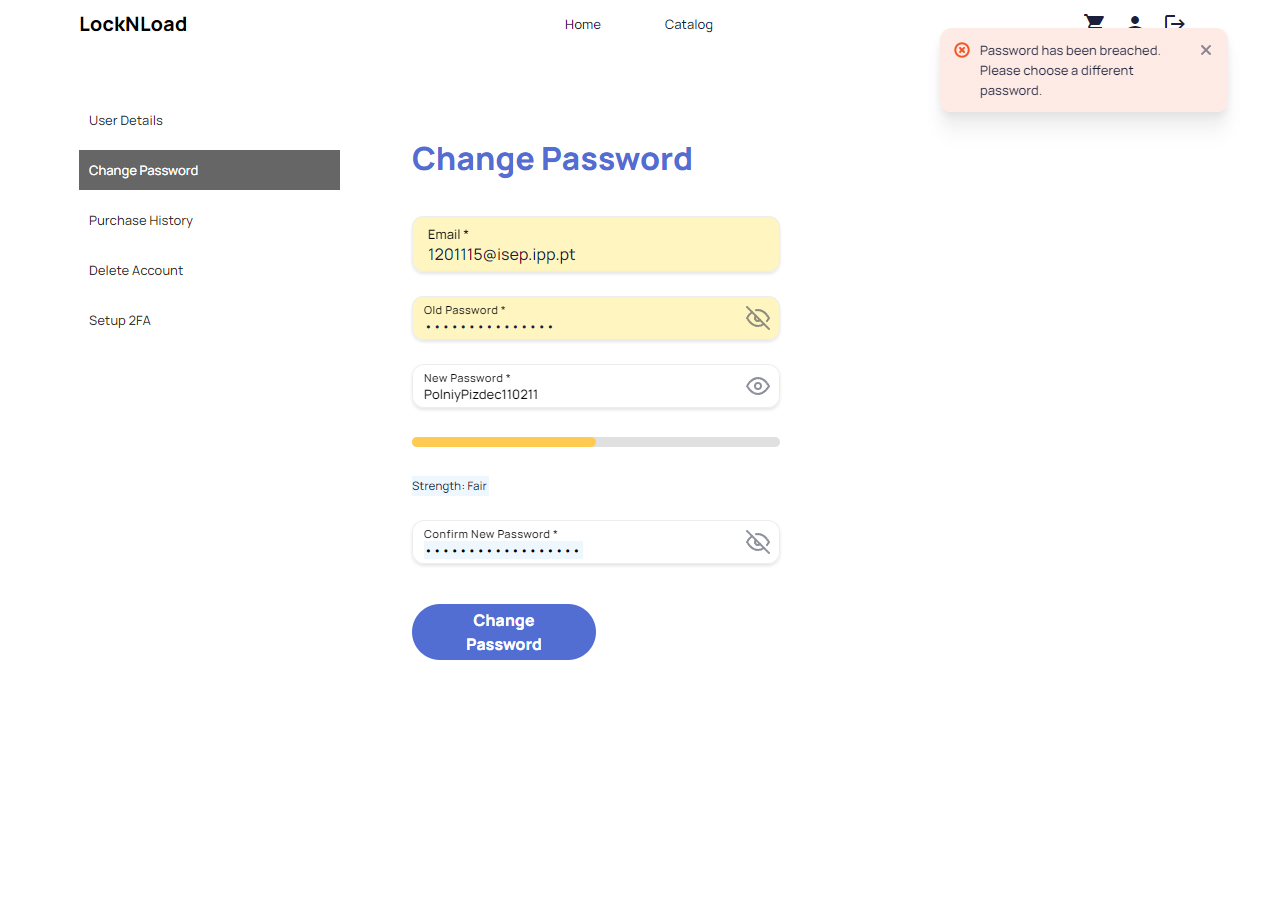 LockNLoad
Home
Catalog
Password has been breached.
Please choose a different
password.
User Details
Change Password
Purchase History
Delete Account
Setup 2FA
Change Password
Email *
1201115@isep.ipp.pt
Old Password *
•••••••••••••••
New Password *
PolniyPizdec110211
Strength: Fair
Confirm New Password *
••••••••••••••••••
Change
Password